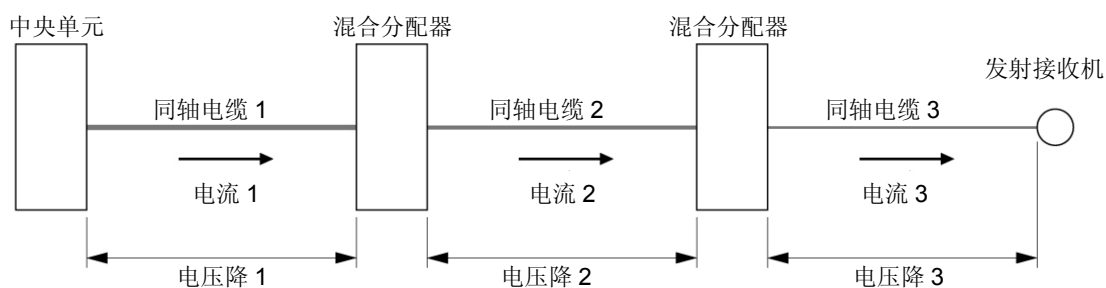 中央单元
混合分配器
混合分配器
发射接收机
同轴电缆 1
同轴电缆 2
同轴电缆 3
电流 1
电流 2
电流 3
电压降 1
电压降 2
电压降 3